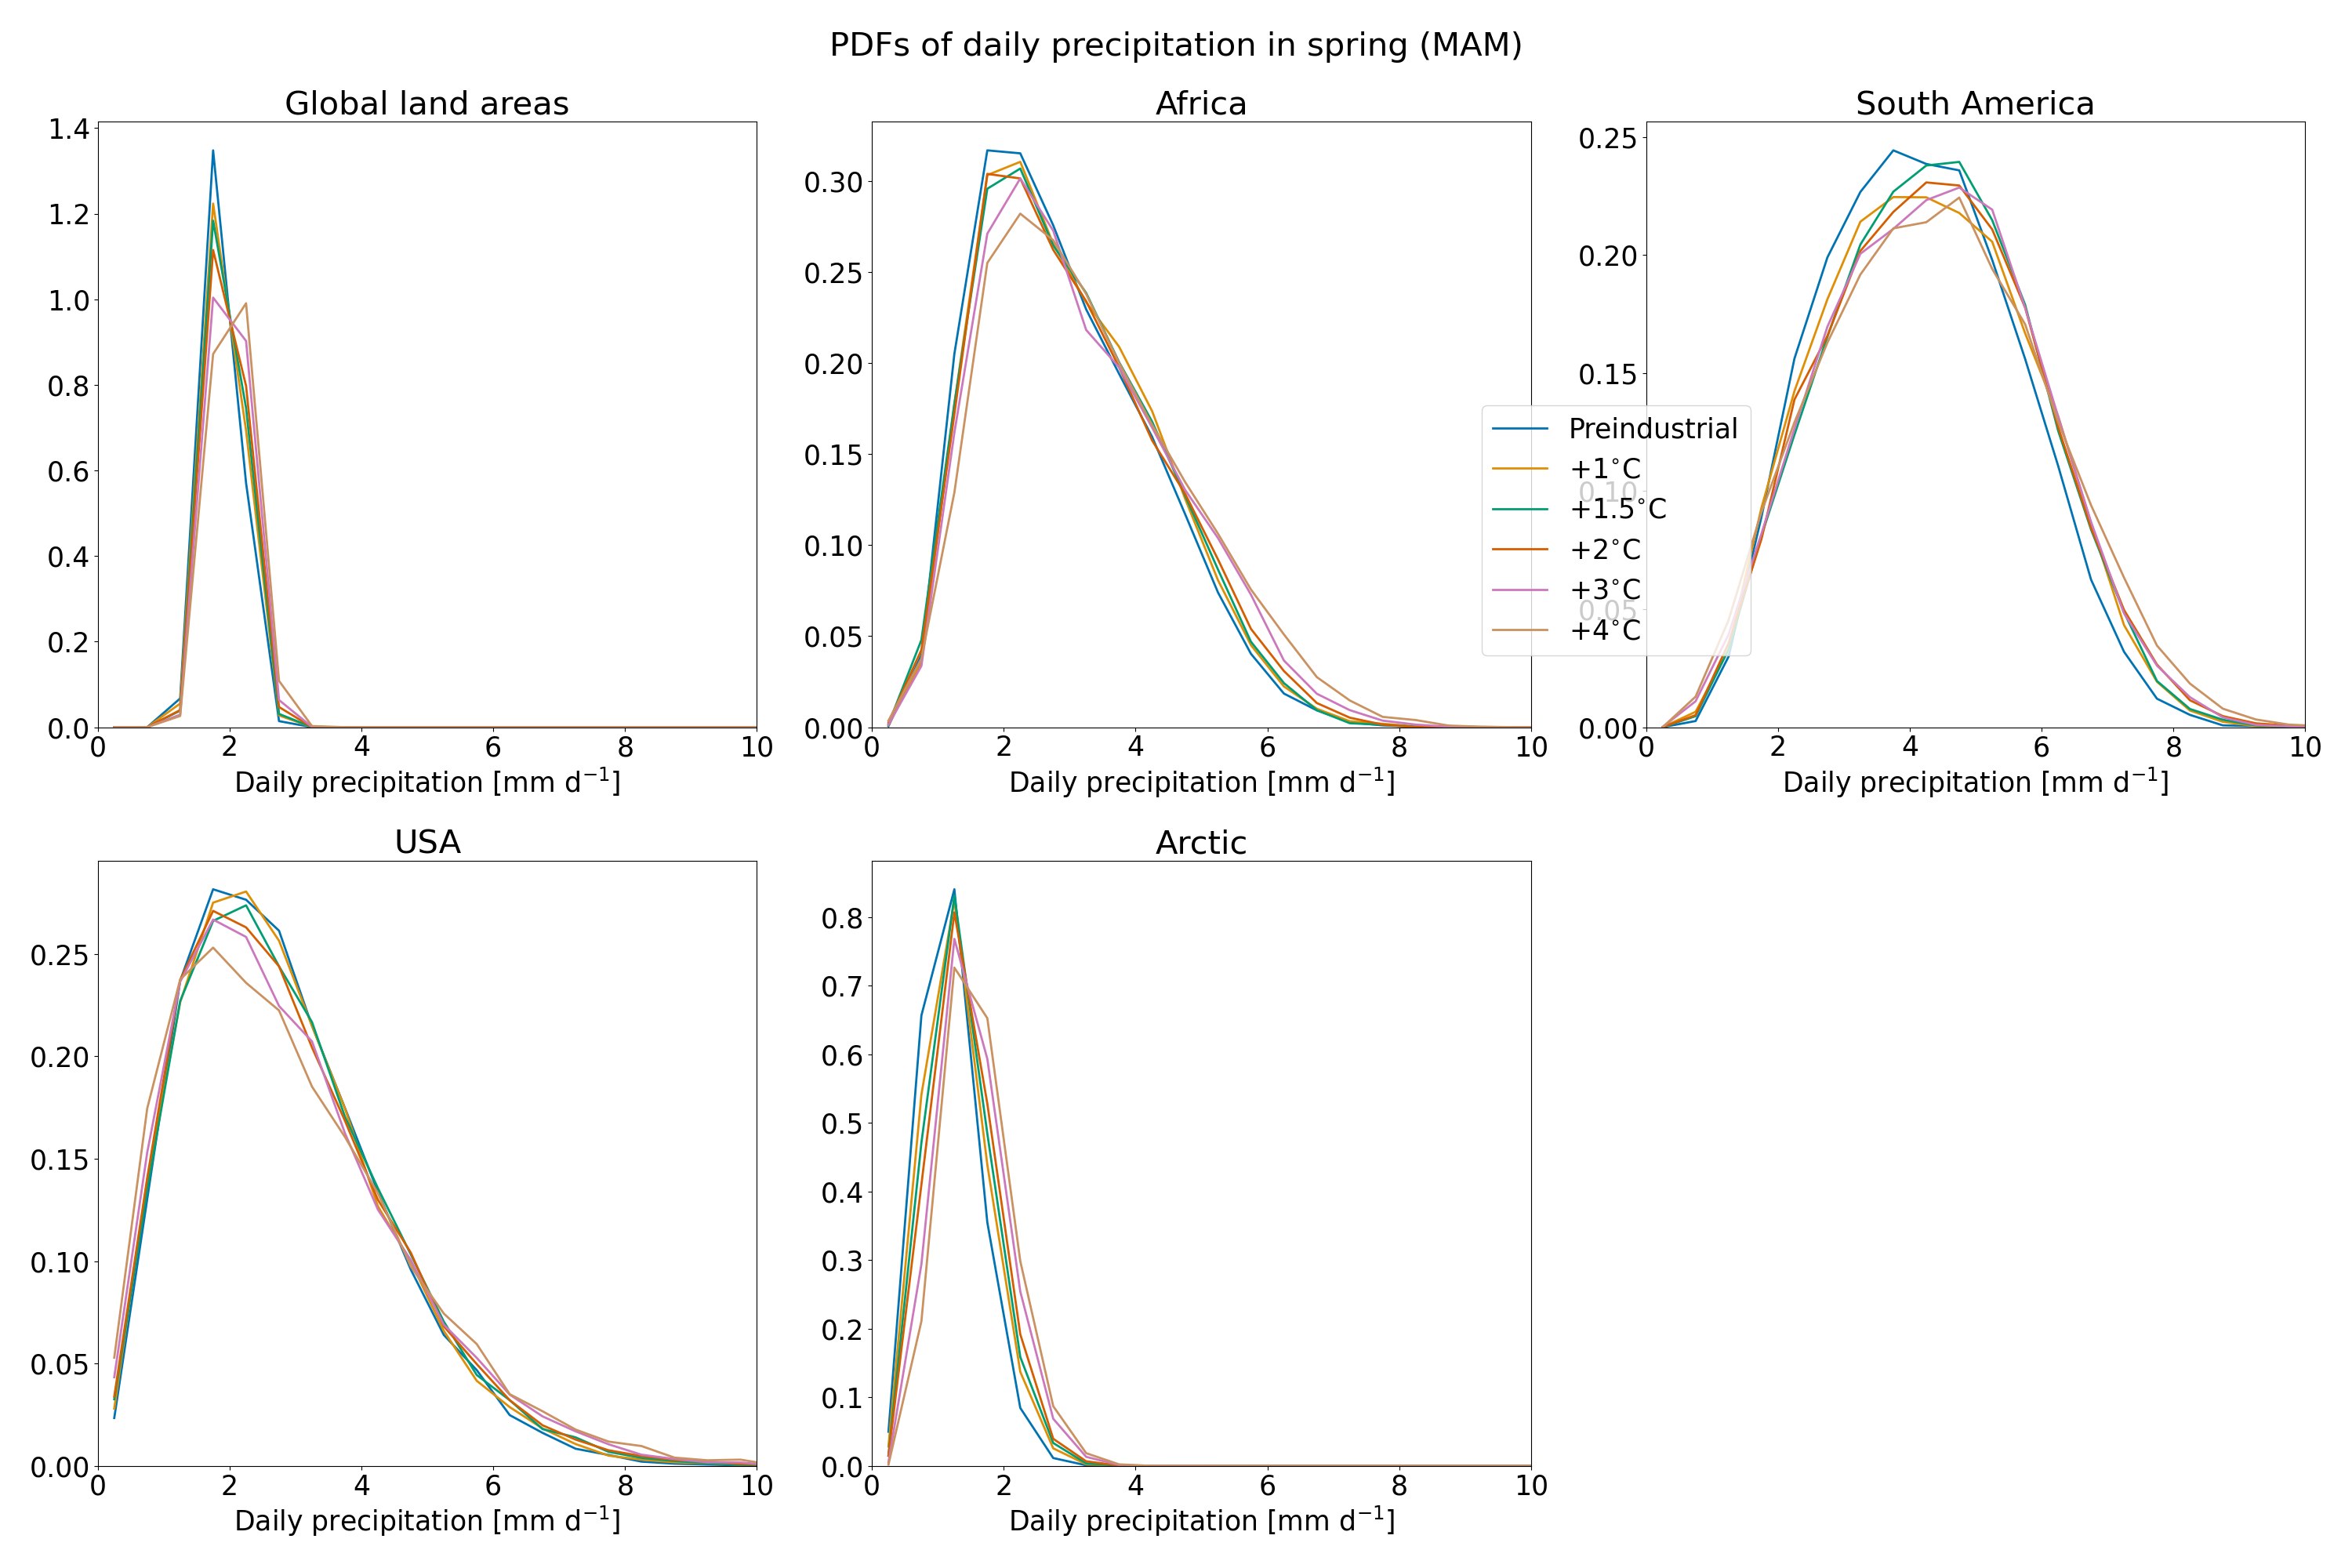 PDFs of daily precipitation in spring (MAM)
Global land areas
1.4
1.2
1.0
0.8
0.6
0.4
0.2
0.0
0 2 4 6 8 10
Daily precipitation [mm d⁻¹]
Africa
0.30
0.25
0.20
0.15
0.10
0.05
0.00
0 2 4 6 8 10
Daily precipitation [mm d⁻¹]
South America
0.25
0.20
0.15
0.10
0.05
0.00
0 2 4 6 8 10
Daily precipitation [mm d⁻¹]
Preindustrial
+1°C
+1.5°C
+2°C
+3°C
+4°C
USA
0.25
0.20
0.15
0.10
0.05
0.00
0 2 4 6 8 10
Daily precipitation [mm d⁻¹]
Arctic
0.8
0.7
0.6
0.5
0.4
0.3
0.2
0.1
0.0
0 2 4 6 8 10
Daily precipitation [mm d⁻¹]